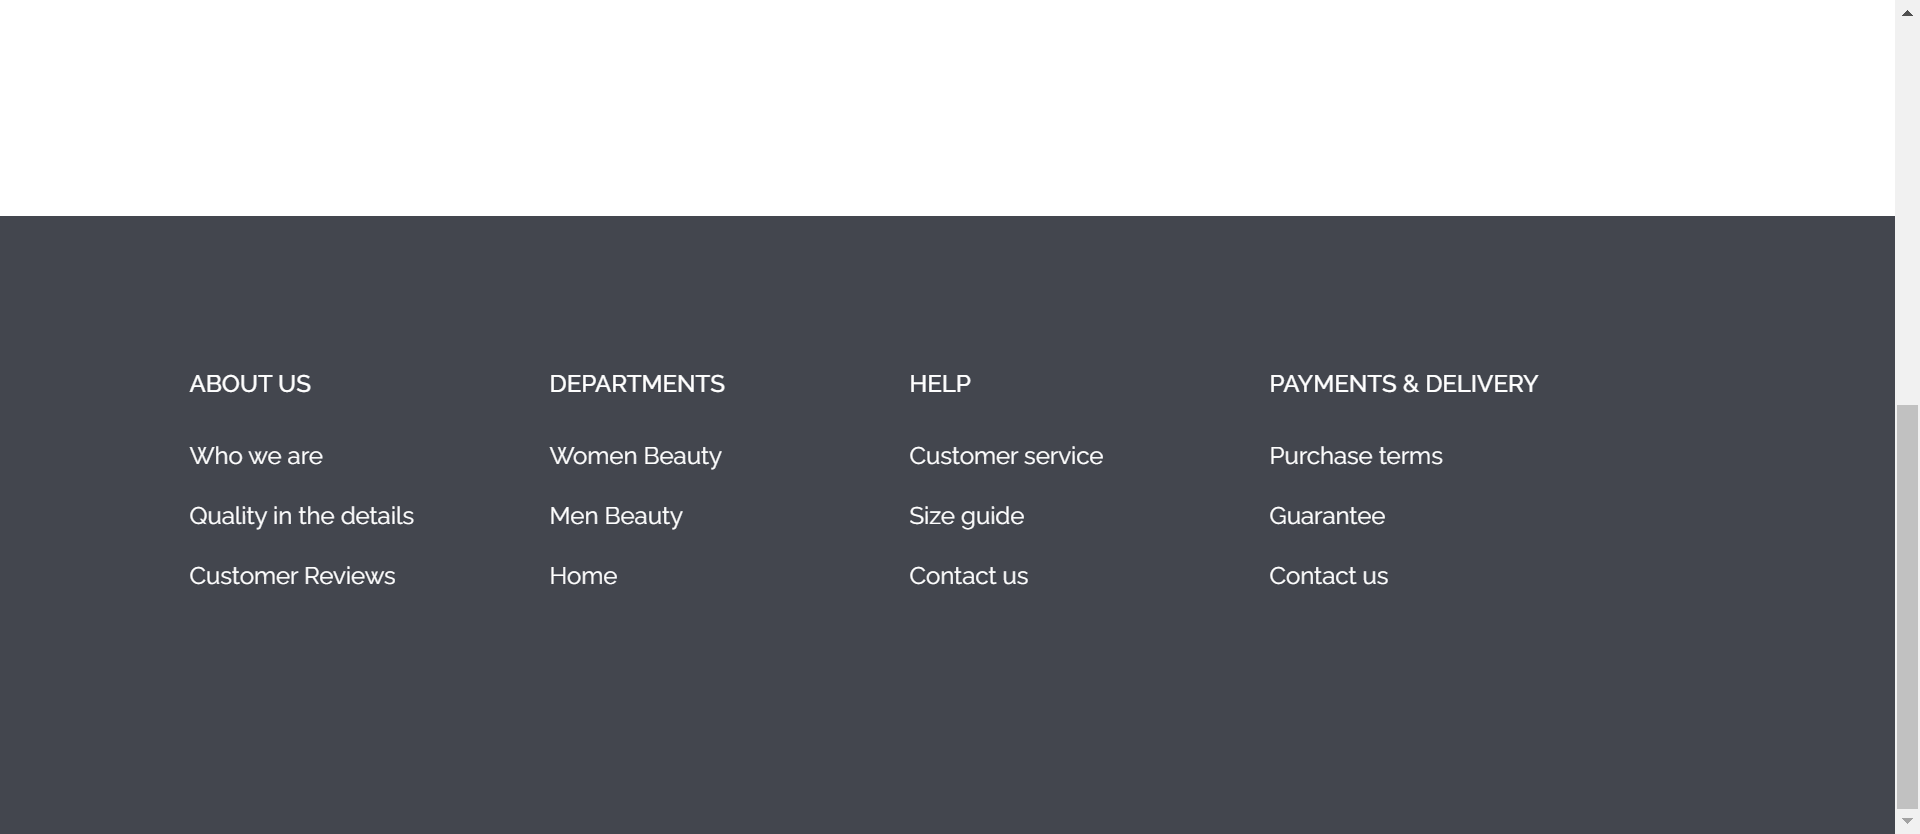 ABOUT US
Who we are
Quality in the details
Customer Reviews
DEPARTMENTS
Women Beauty
Men Beauty
Home
HELP
Customer service
Size guide
Contact us
PAYMENTS & DELIVERY
Purchase terms
Guarantee
Contact us